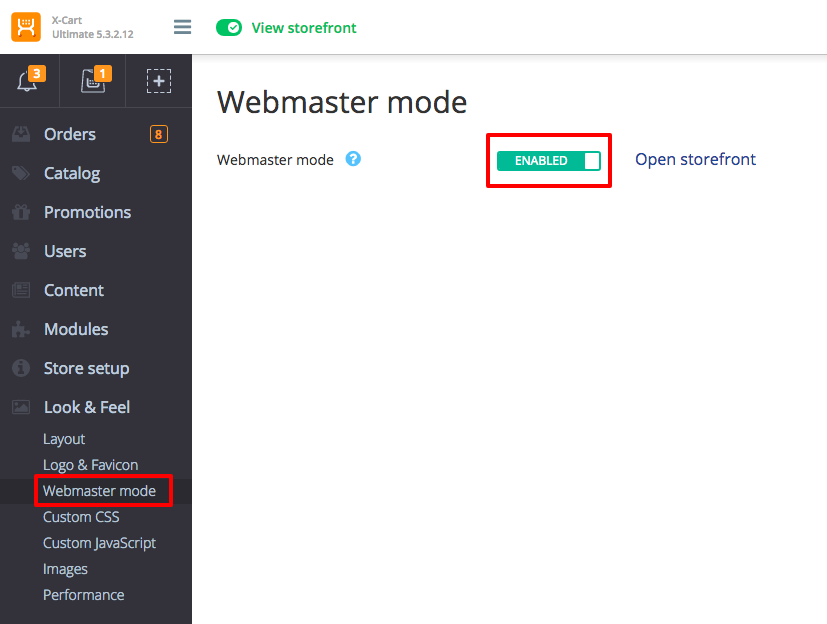 X-Cart
Ultimate 5.3.2.12
View storefront
3
1
Orders 8
Catalog
Promotions
Users
Content
Modules
Store setup
Look & Feel
Layout
Logo & Favicon
Webmaster mode
Custom CSS
Custom JavaScript
Images
Performance
Webmaster mode
Webmaster mode ? ENABLED Open storefront